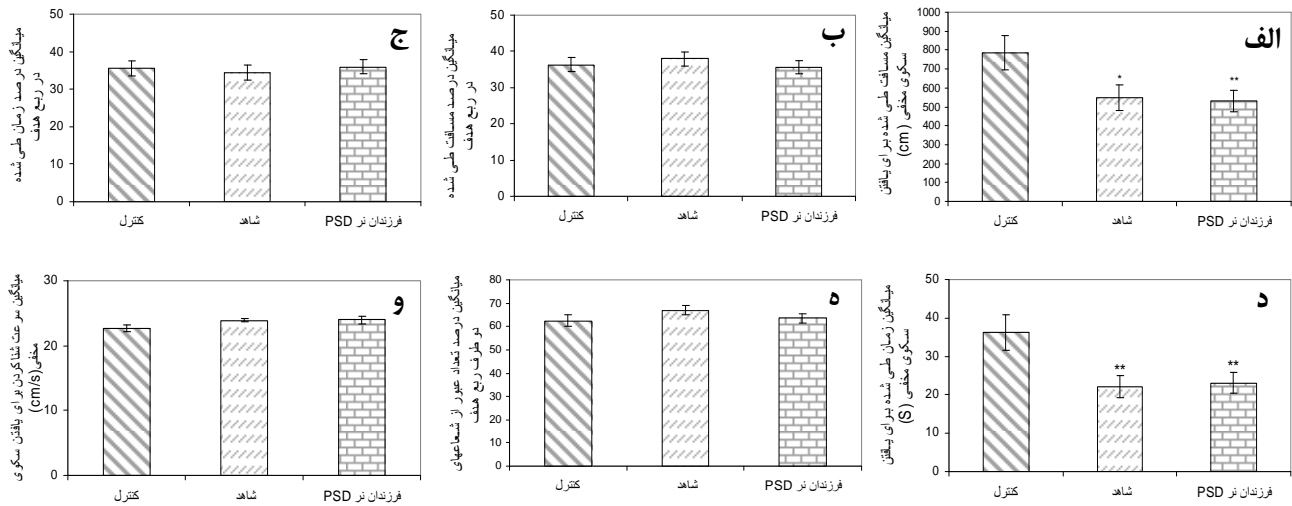 الف
میانگین مسافت طی شده برای یافتن
سکوی مخفی (cm)
1000
900
800
700
600
500
400
300
200
100
0
*
**
کنترل شاهد فرزندان نر PSD
ب
میانگین درصد مسافت طی شده
در ربع هدف
50
40
30
20
10
0
کنترل شاهد فرزندان نر PSD
ج
میانگین درصد زمان طی شده
در ربع هدف
50
40
30
20
10
0
کنترل شاهد فرزندان نر PSD
د
میانگین زمان طی شده برای یافتن
سکوی مخفی (S)
50
40
30
20
10
0
**
**
کنترل شاهد فرزندان نر PSD
ه
میانگین درصد تعداد عبور از شعاعهای
دو طرف ربع هدف
80
70
60
50
40
30
20
10
0
کنترل شاهد فرزندان نر PSD
و
میانگین سرعت شنا کردن برای یافتن سکوی
مخفی(cm/s)
30
20
10
0
کنترل شاهد فرزندان نر PSD